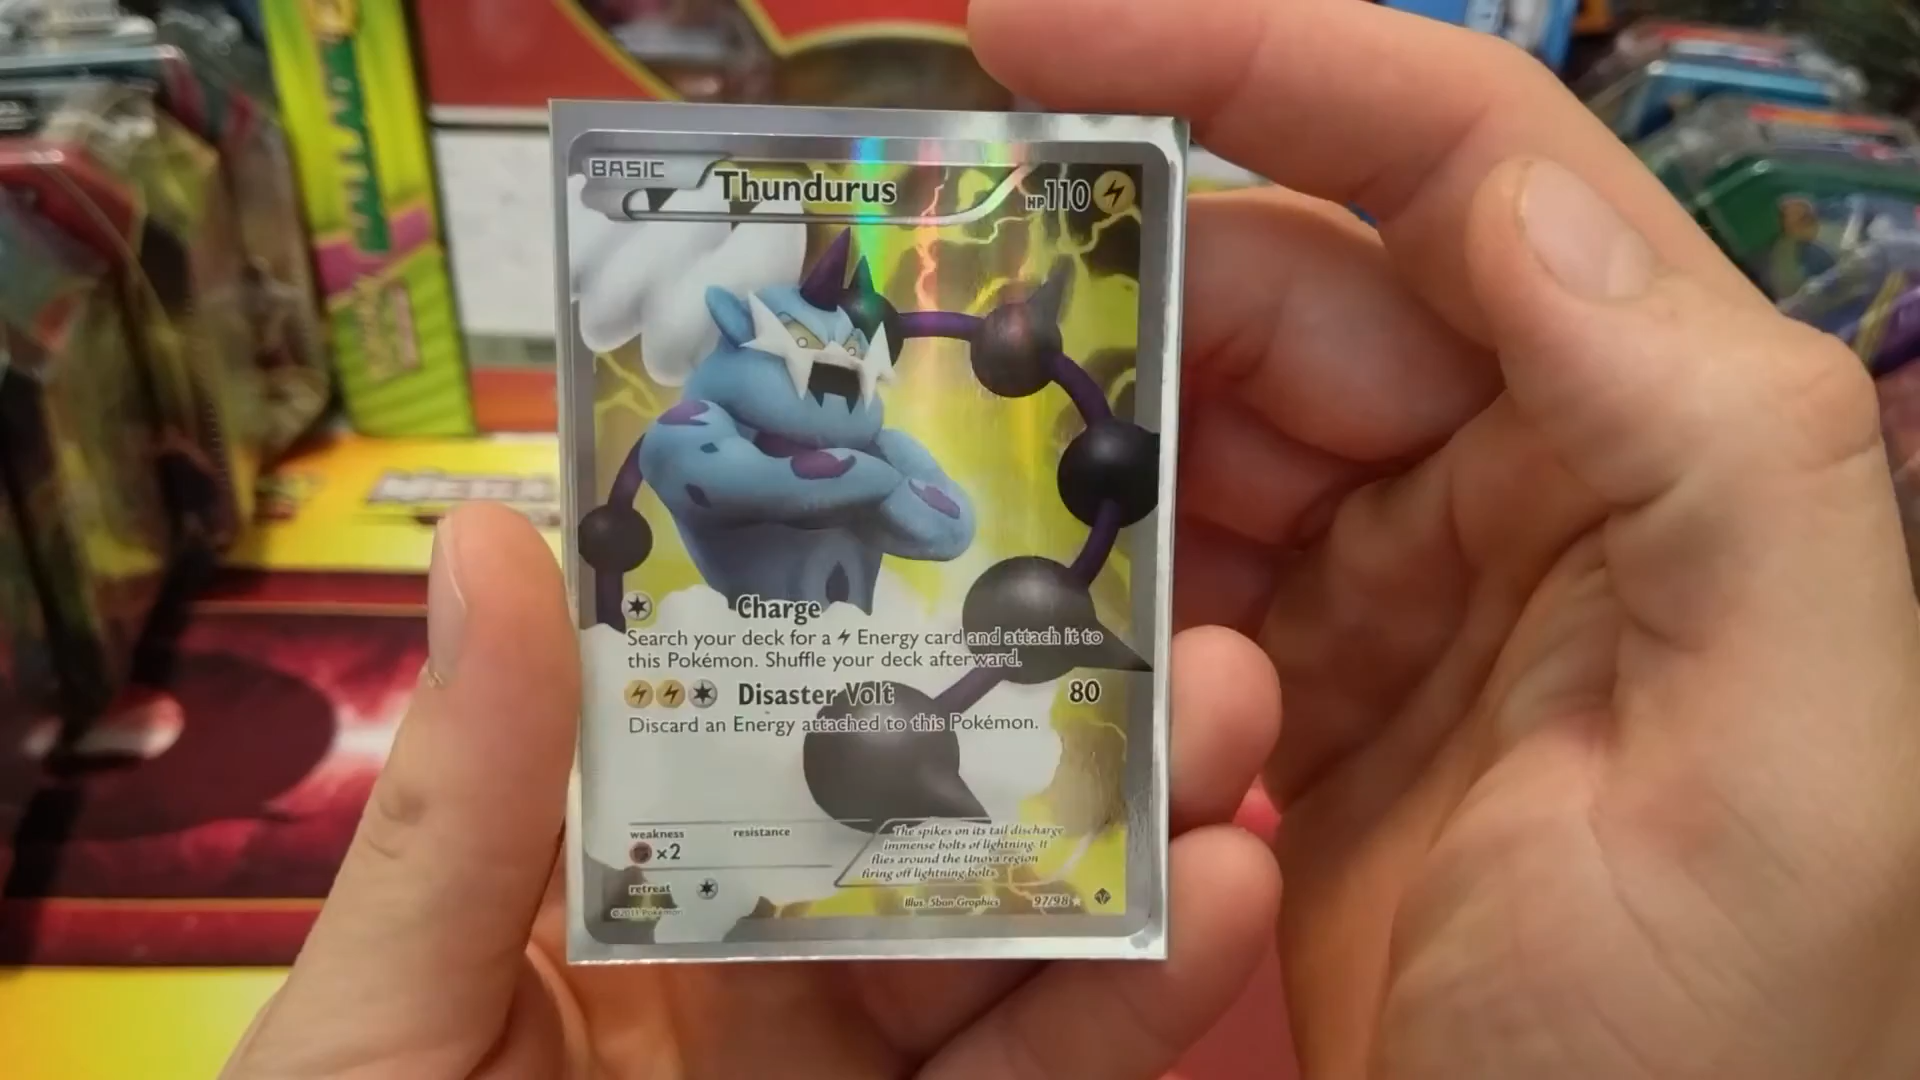 BASIC
Thundurus
HP110
Charge
Search your deck for a Energy card and attach it to
this Pokémon. Shuffle your deck afterward.
Disaster Volt 80
Discard an Energy attached to this Pokémon.
weakness resistance
×2
The spikes on its tail discharge
immense bolts of lightning. It
flies around the Unova region
firing off lightning bolts.
retreat
©2011 Pokémon
Illus. 5ban Graphics 97/98